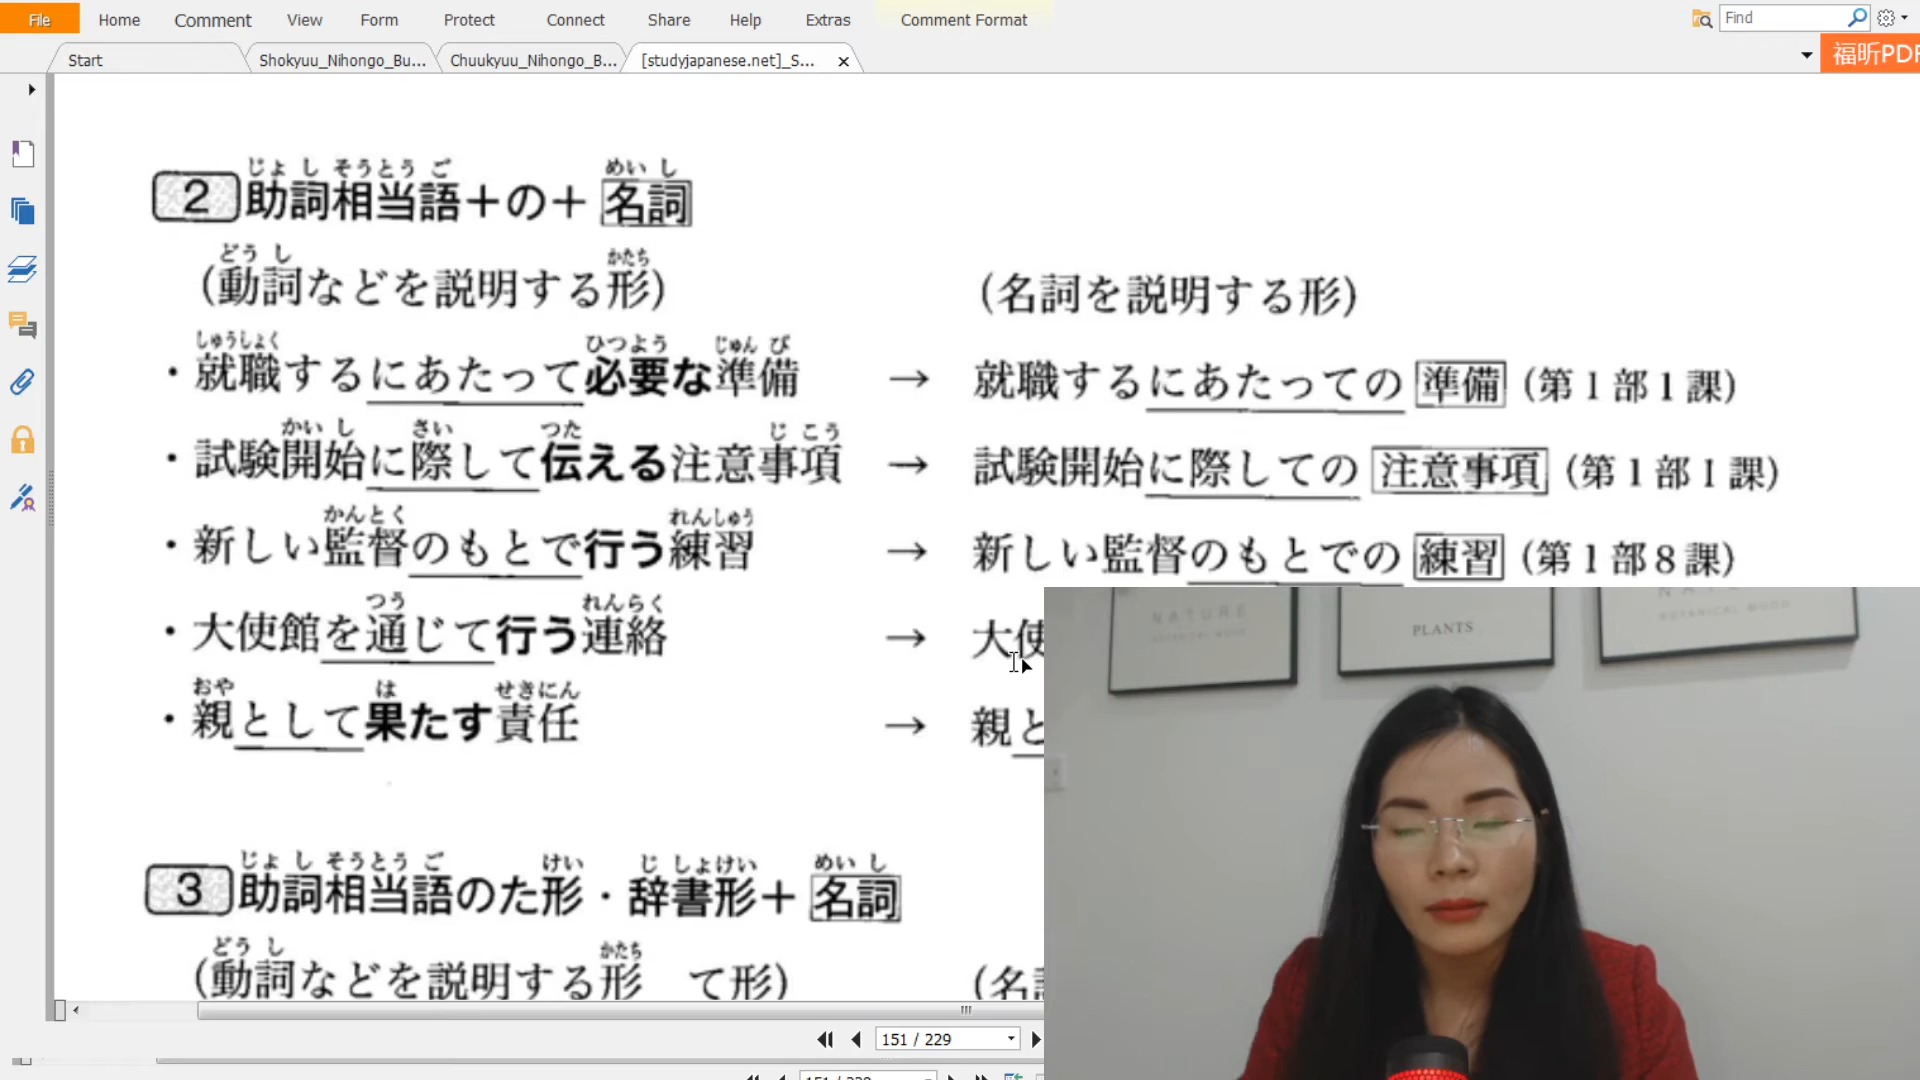 File Home Comment View Form Protect Connect Share Help Extras Comment Format Find
Start Shokyuu_Nihongo_Bu... Chuukyuu_Nihongo_B... [studyjapanese.net]_S... 福昕PDF
じょ し そうとう ご めい し
2 助詞相当語+の+ 名詞
どう し かたち
(動詞などを説明する形) (名詞を説明する形)
しゅうしょく ひつよう じゅん び
・就職するにあたって必要な準備 → 就職するにあたっての 準備 (第1部1課)
かい し さい つた じ こう
・試験開始に際して伝える注意事項 → 試験開始に際しての 注意事項 (第1部1課)
かんとく れんしゅう
・新しい監督のもとで行う練習 → 新しい監督のもとでの 練習 (第1部8課)
つう れんらく
・大使館を通じて行う連絡 → 大使
おや は せきにん
・親として果たす責任 → 親と
じょ し そうとう ご けい じ しょけい めい し
3 助詞相当語のた形・辞書形+ 名詞
どう し かたち
(動詞などを説明する形 て形) (名
151 / 229
NATURE
PLANTS